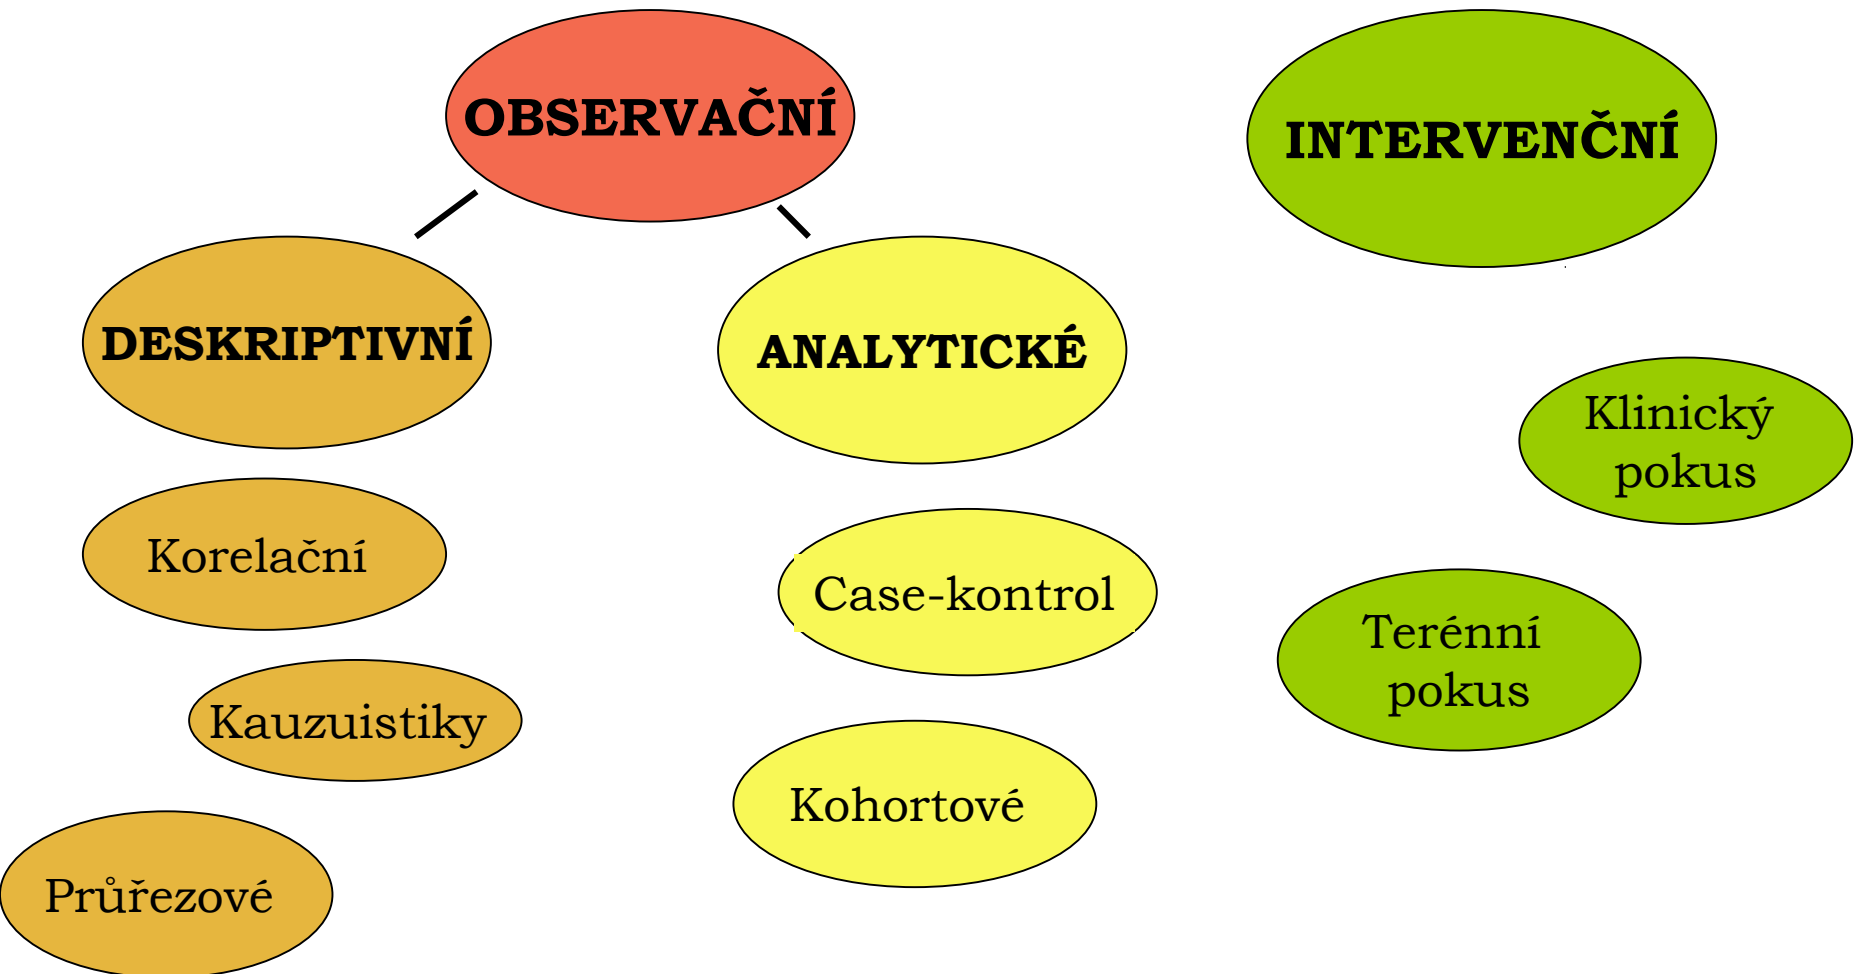 OBSERVAČNÍ
INTERVENČNÍ
DESKRIPTIVNÍ
ANALYTICKÉ
Klinický
pokus
Korelační
Case-kontrol
Terénní
pokus
Kauzuistiky
Kohortové
Průřezové